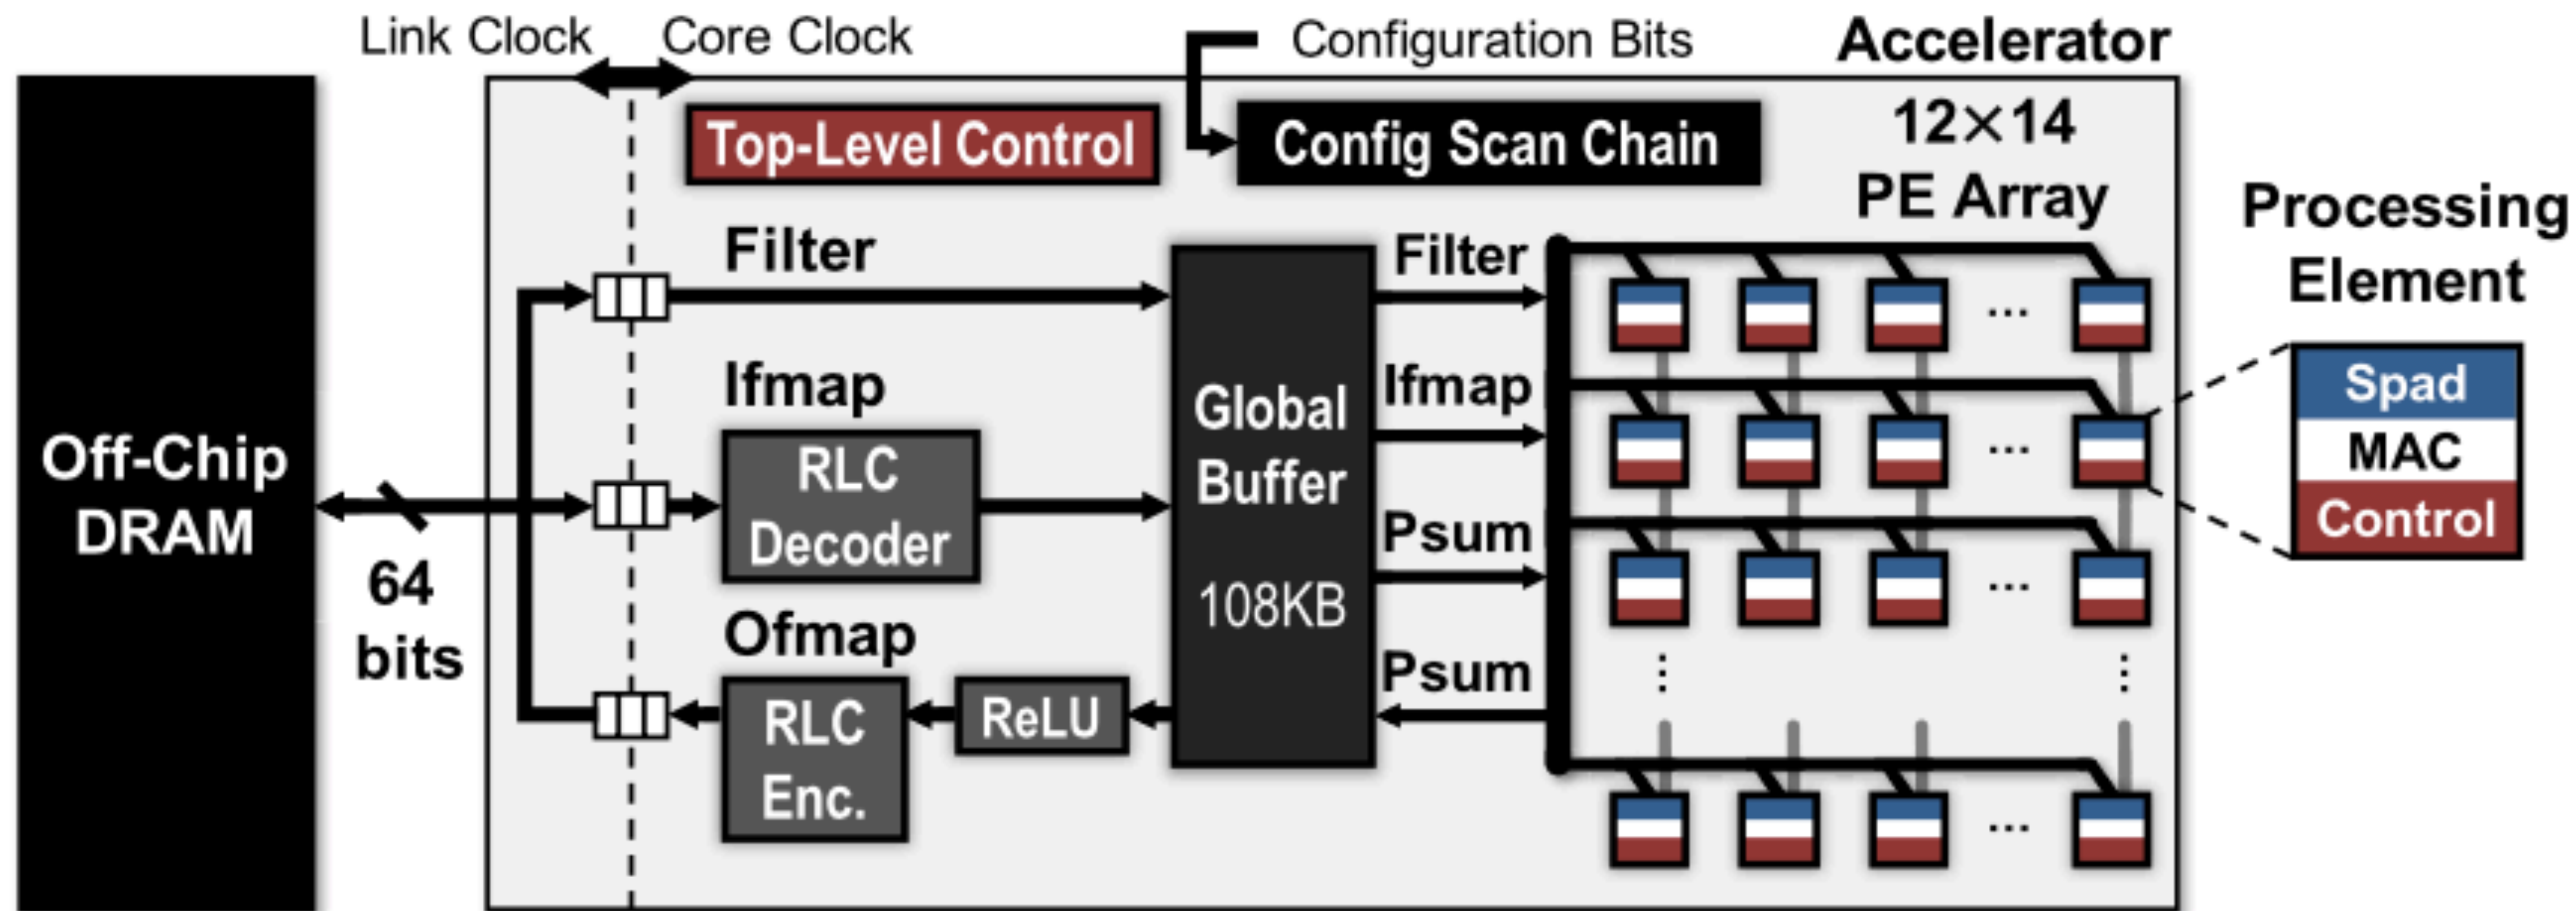 Link Clock
Core Clock
Configuration Bits
Accelerator
Top-Level Control
Config Scan Chain
12×14
PE Array
Processing
Element
Off-Chip
DRAM
64
bits
Filter
Ifmap
RLC
Decoder
Ofmap
RLC
Enc.
ReLU
Global
Buffer
108KB
Filter
Ifmap
Psum
Psum
...
...
...
...
Spad
MAC
Control